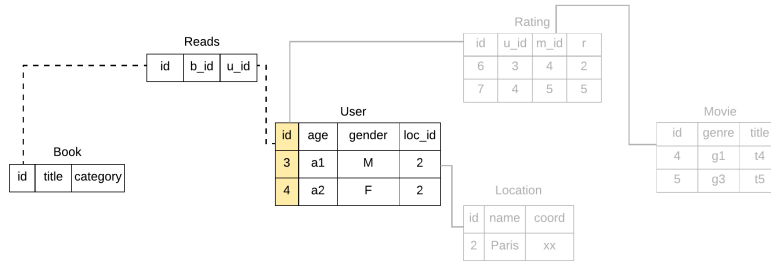 Rating
id u_id m_id r
6 3 4 2
7 4 5 5
Reads
id b_id u_id
User
id age gender loc_id
3 a1 M 2
4 a2 F 2
Movie
id genre title
4 g1 t4
5 g3 t5
Book
id title category
Location
id name coord
2 Paris xx